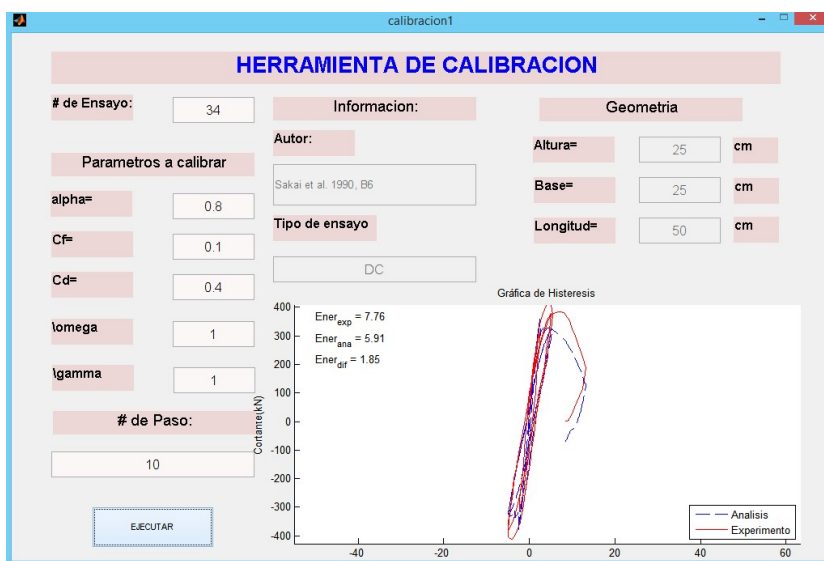 calibracion1
HERRAMIENTA DE CALIBRACION
# de Ensayo:
34
Parametros a calibrar
alpha=
0.8
Cf=
0.1
Cd=
0.4
\omega
1
\gamma
1
# de Paso:
10
EJECUTAR
Informacion:
Autor:
Sakai et al. 1990, B6
Tipo de ensayo
DC
Geometria
Altura=
25
cm
Base=
25
cm
Longitud=
50
cm
Gráfica de Histeresis
Cortante(kN)
400
300
200
100
0
-100
-200
-300
-400
Ener_exp = 7.76
Ener_ana = 5.91
Ener_dif = 1.85
-40
-20
0
20
40
60
Analisis
Experimento